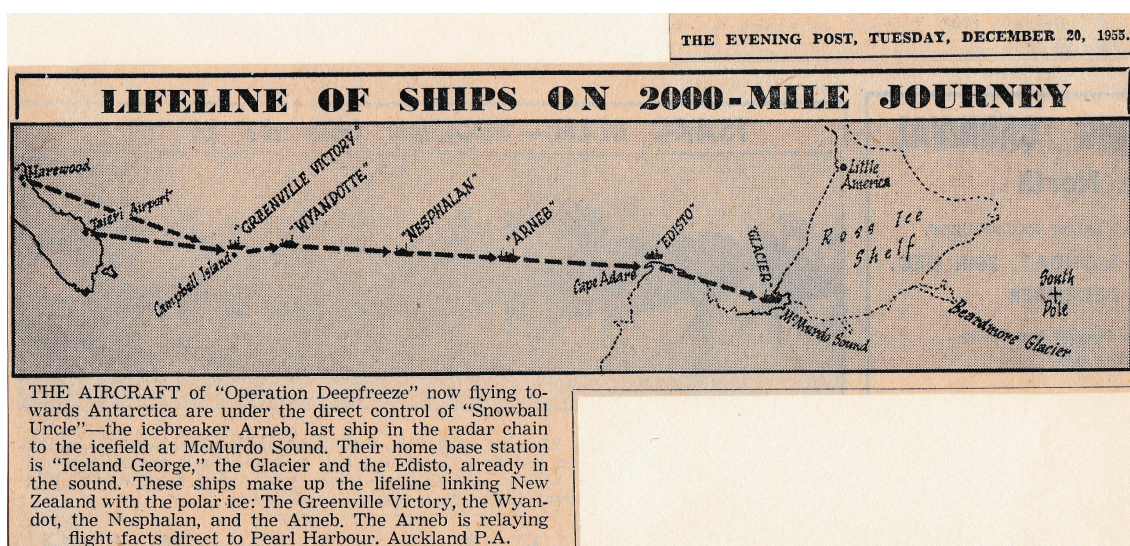 THE EVENING POST, TUESDAY, DECEMBER 20, 1955.
LIFELINE OF SHIPS ON 2000-MILE JOURNEY
Harewood
Taieri Airport
Campbell Island
"GREENVILLE VICTORY"
"WYANDOTTE"
"NESPHALAN"
"ARNEB"
"EDISTO"
Cape Adare
"GLACIER"
McMurdo Sound
Little
America
Ross Ice
Shelf
South
Pole
Beardmore Glacier
THE AIRCRAFT of "Operation Deepfreeze" now flying to-
wards Antarctica are under the direct control of "Snowball
Uncle"—the icebreaker Arneb, last ship in the radar chain
to the icefield at McMurdo Sound. Their home base station
is "Iceland George," the Glacier and the Edisto, already in
the sound. These ships make up the lifeline linking New
Zealand with the polar ice: The Greenville Victory, the Wyan-
dot, the Nesphalan, and the Arneb. The Arneb is relaying
flight facts direct to Pearl Harbour. Auckland P.A.